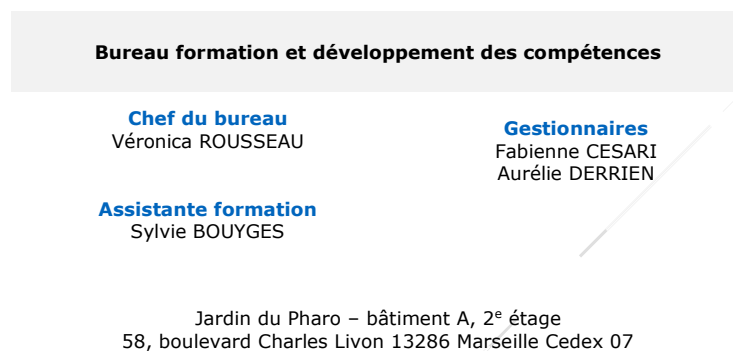 Bureau formation et développement des compétences
Chef du bureau
Véronica ROUSSEAU
Assistante formation
Sylvie BOUYGES
Gestionnaires
Fabienne CESARI
Aurélie DERRIEN
Jardin du Pharo – bâtiment A, 2e étage
58, boulevard Charles Livon 13286 Marseille Cedex 07